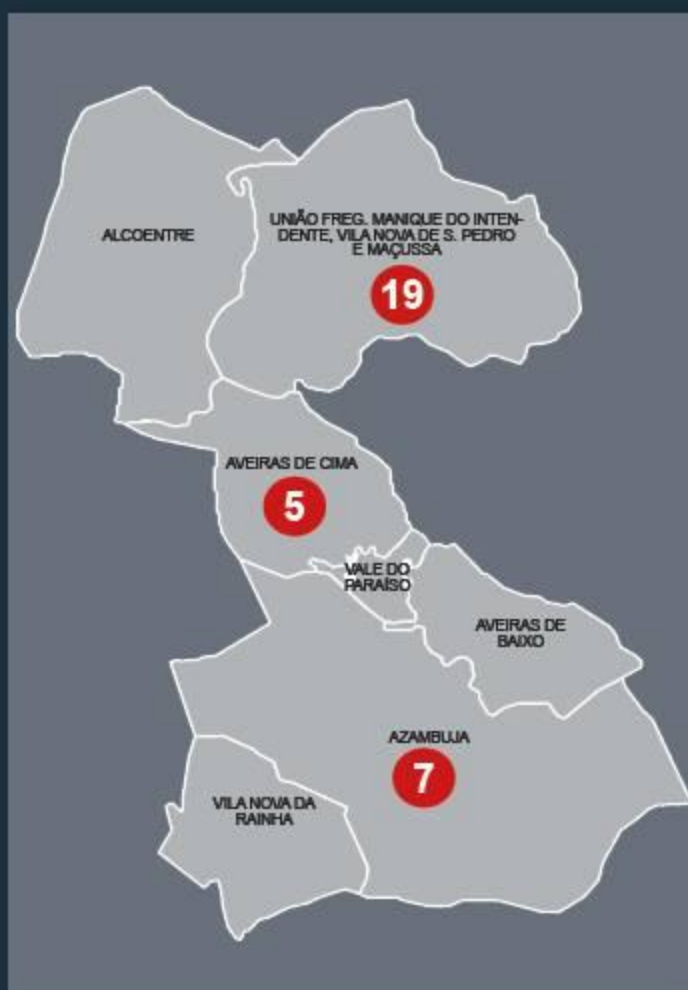 ALCOENTRE
UNIÃO FREG. MANIQUE DO INTEN-
DENTE, VILA NOVA DE S. PEDRO
E MAÇUSSA
19
AVEIRAS DE CIMA
5
VALE DO
PARAÍSO
AVEIRAS DE
BAIXO
AZAMBUJA
7
VILA NOVA DA
RAINHA